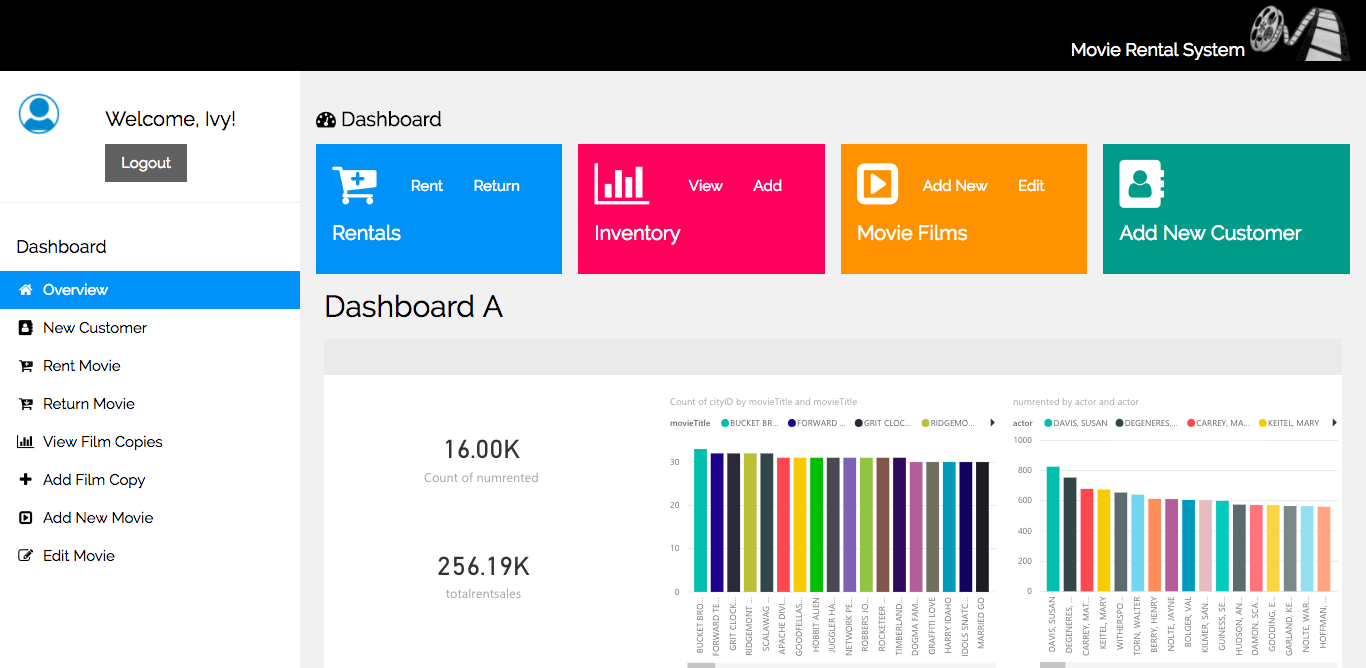 Movie Rental System
Welcome, Ivy!
Logout
Dashboard
Overview
New Customer
Rent Movie
Return Movie
View Film Copies
Add Film Copy
Add New Movie
Edit Movie
Dashboard
Rent Return
Rentals
View Add
Inventory
Add New Edit
Movie Films
Add New Customer
Dashboard A
16.00K
Count of numrented
256.19K
totalrentsales
Count of cityID by movieTitle and movieTitle
movieTitle BUCKET BR... FORWARD ... GRIT CLOC... RIDGEMO...
30
20
10
0
BUCKET BRO...
FORWARD TE...
GRIT CLOCK...
RIDGEMONT ...
SCALAWAG ...
APACHE DIVI...
GOODFELLAS...
HOBBIT ALIEN
JUGGLER HA...
NETWORK PE...
ROBBERS JO...
ROCKETEER ...
TIMBERLAND...
DOGMA FAM...
GRAFFITI LOVE
HARRY IDAHO
IDOLS SNATC...
MARRIED GO
numrented by actor and actor
actor DAVIS, SUSAN DEGENERES,... CARREY, MA... KEITEL, MARY
1000
800
600
400
200
0
DAVIS, SUSAN
DEGENERES, ...
CARREY, MAT...
KEITEL, MARY
WITHERSPO...
TORN, WALTER
BERRY, HENRY
NOLTE, JAYNE
BOLGER, VAL
KILMER, SAN...
GUINESS, SE...
HUDSON, AN...
DAMON, SCA...
GOODING, E...
GARLAND, KE...
NOLTE, WAR...
HOFFMAN, ...